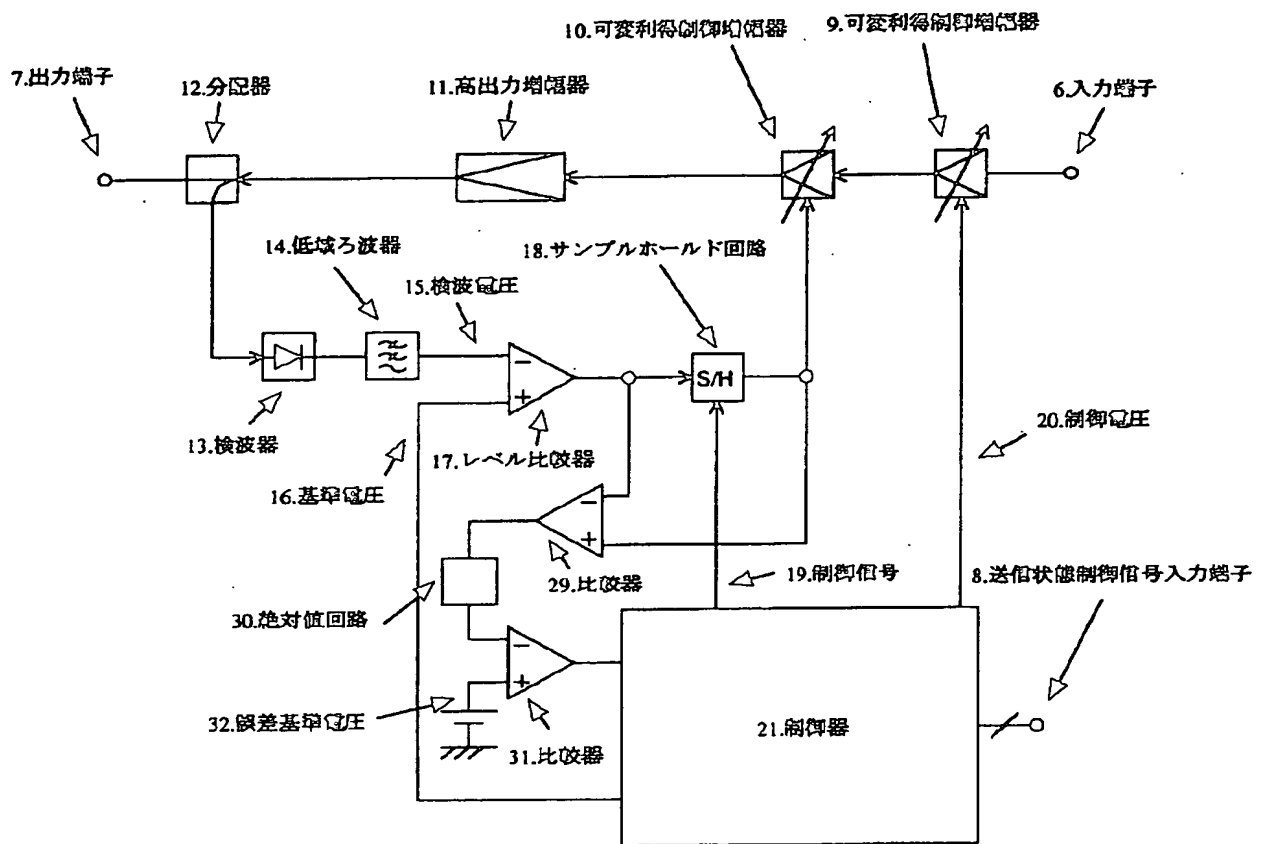 10.可変利得制御増幅器
9.可変利得制御増幅器
7.出力端子
12.分配器
11.高出力増幅器
6.入力端子
14.低域ろ波器
18.サンプルホールド回路
15.検波電圧
−
+
S/H
13.検波器
17.レベル比較器
20.制御電圧
16.基準電圧
−
+
29.比較器
19.制御信号
8.送信状態制御信号入力端子
30.絶対値回路
−
+
32.誤差基準電圧
31.比較器
21.制御器